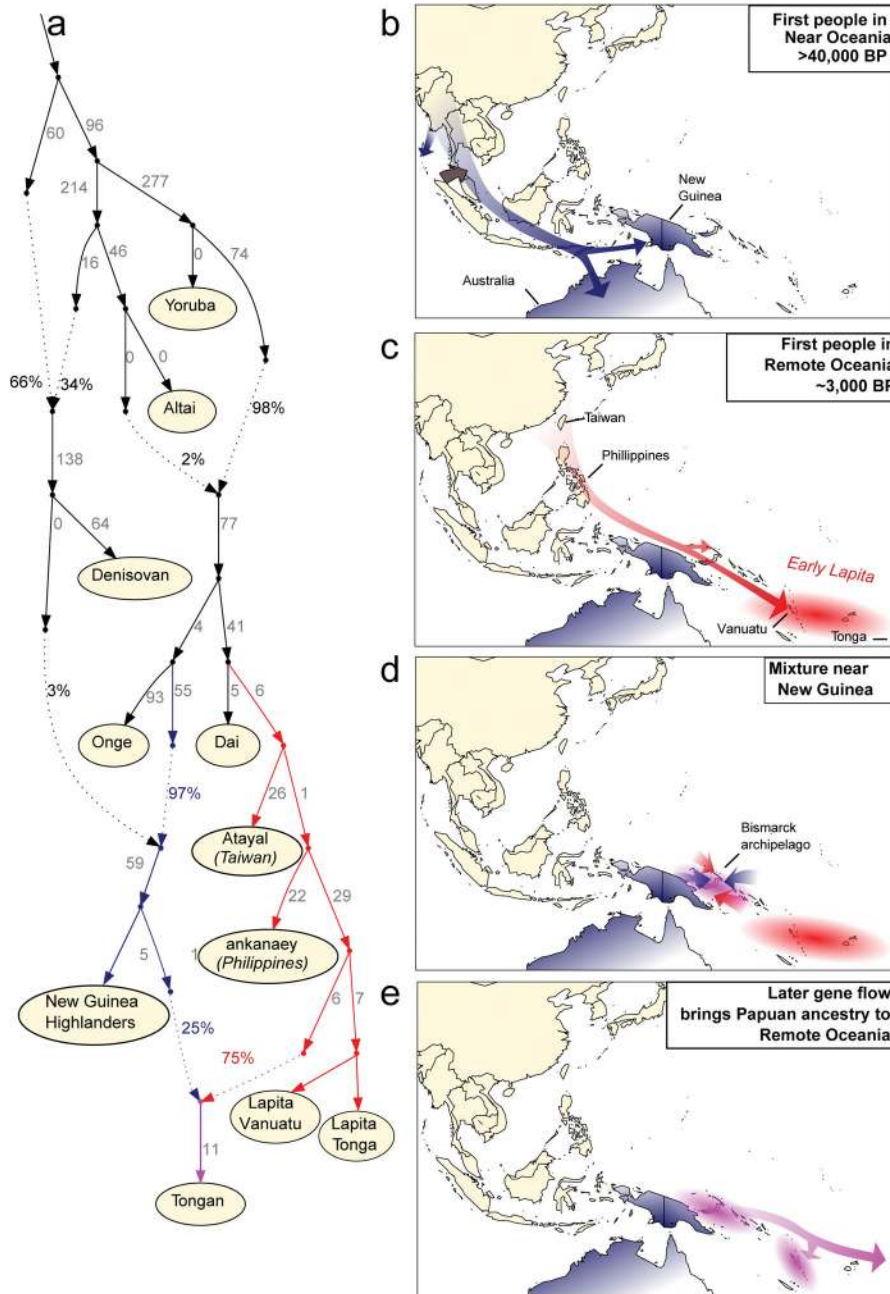 a
60
96
214
277
16
46
0
74
Yoruba
0
0
66%
34%
Altai
98%
2%
138
77
0
64
Denisovan
4
41
3%
93
55
5
6
Onge
Dai
97%
26
1
Atayal
(Taiwan)
59
22
29
5
1
ankanaey
(Philippines)
New Guinea
Highlanders
6
7
25%
75%
Lapita
Vanuatu
Lapita
Tonga
11
Tongan
b
First people in
Near Oceania
>40,000 BP
New
Guinea
Australia
c
First people in
Remote Oceania
~3,000 BP
Taiwan
Phillippines
Early Lapita
Vanuatu
Tonga
d
Mixture near
New Guinea
Bismarck
archipelago
e
Later gene flow
brings Papuan ancestry to
Remote Oceania